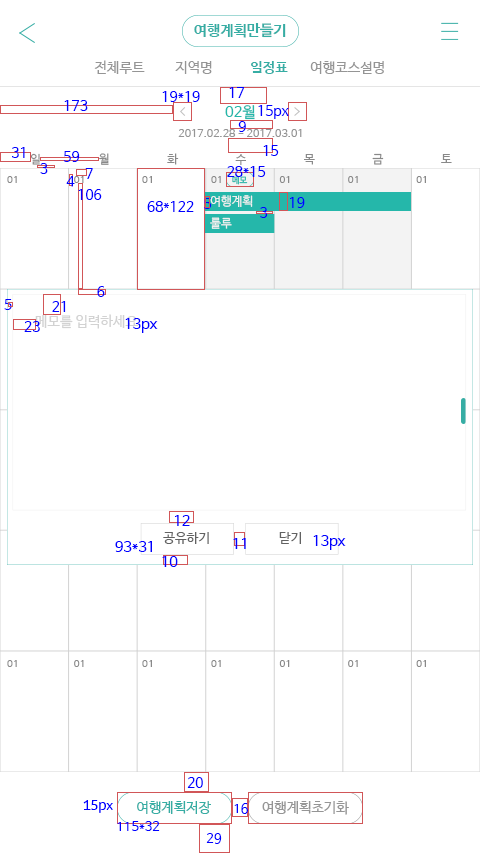 여행계획만들기
전체루트 지역명 일정표 여행코스설명
19*19 17
173 02월 15px
9
2017.02.28 - 2017.03.01
15
31 일 59 월 화 수 목 금 토
3 7 28*15
01 4 01 01 01 메모 01 01 01
106
68*122 5 여행계획 19
3
룰루
6
5 21
23 메모를 입력하세요 13px
12
93*31 공유하기 11 닫기 13px
10
01 01 01 01 01 01 01
20
15px 여행계획저장 16 여행계획초기화
115*32
29